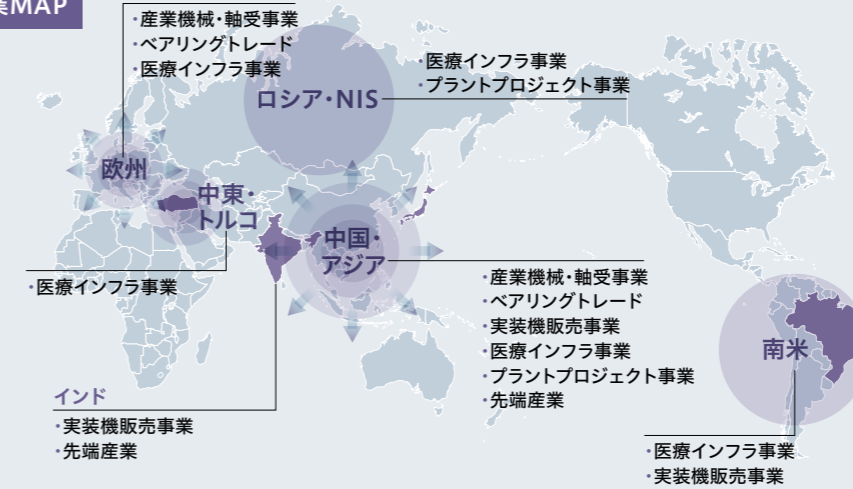 MAP
・産業機械・軸受事業
・ベアリングトレード
・医療インフラ事業
・医療インフラ事業
・プラントプロジェクト事業
ロシア・NIS
欧州
中東・
トルコ
中国・
アジア
・医療インフラ事業
・産業機械・軸受事業
・ベアリングトレード
・実装機販売事業
・医療インフラ事業
・プラントプロジェクト事業
・先端産業
南米
インド
・実装機販売事業
・先端産業
・医療インフラ事業
・実装機販売事業